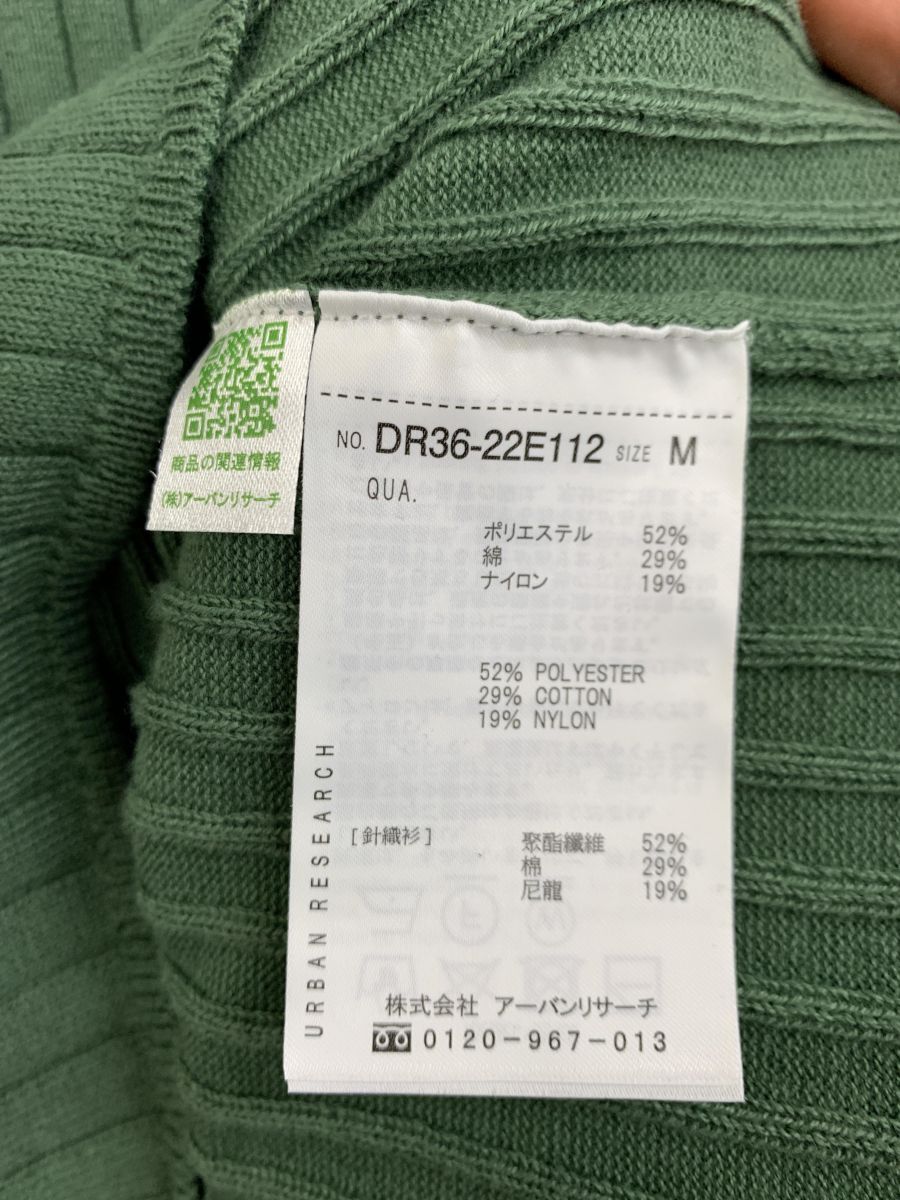 商品の関連情報
(株)アーバンリサーチ
NO. DR36-22E112 SIZE M
QUA.
ポリエステル 52%
綿 29%
ナイロン 19%
52% POLYESTER
29% COTTON
19% NYLON
URBAN RESEARCH
[針織衫] 聚酯纖維 52%
棉 29%
尼龍 19%
株式会社 アーバンリサーチ
0120-967-013